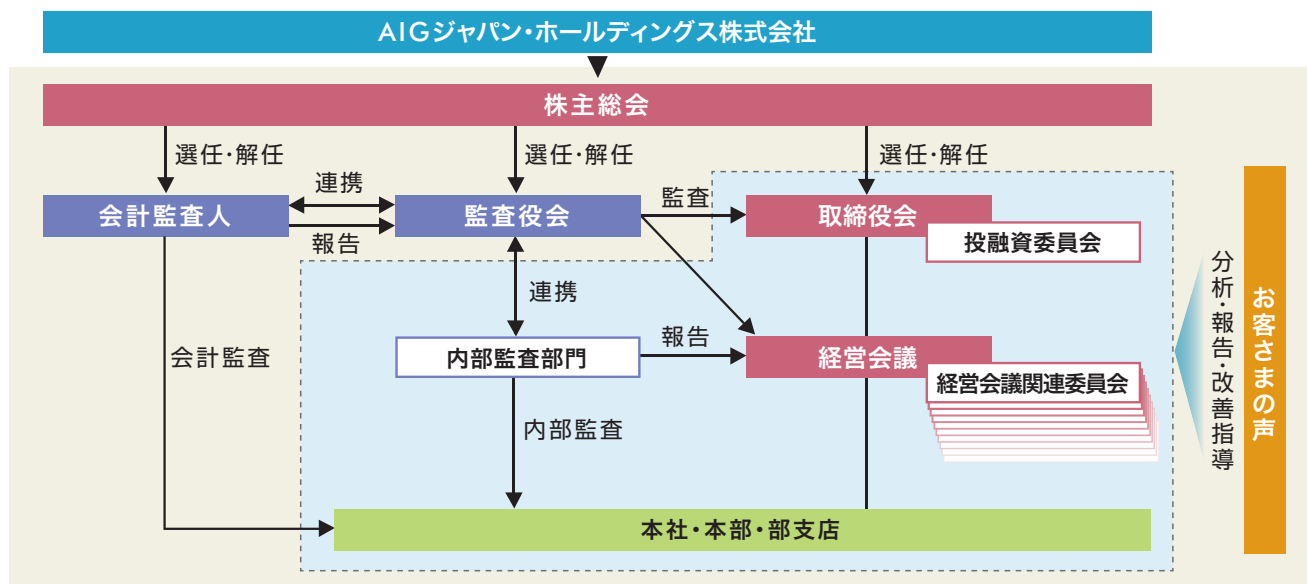 AIGジャパン・ホールディングス株式会社
株主総会
選任・解任
選任・解任
選任・解任
連携
監査
会計監査人
監査役会
取締役会
報告
投融資委員会
連携
報告
会計監査
内部監査部門
経営会議
経営会議関連委員会
内部監査
本社・本部・部支店
分析・報告・改善指導
お客さまの声